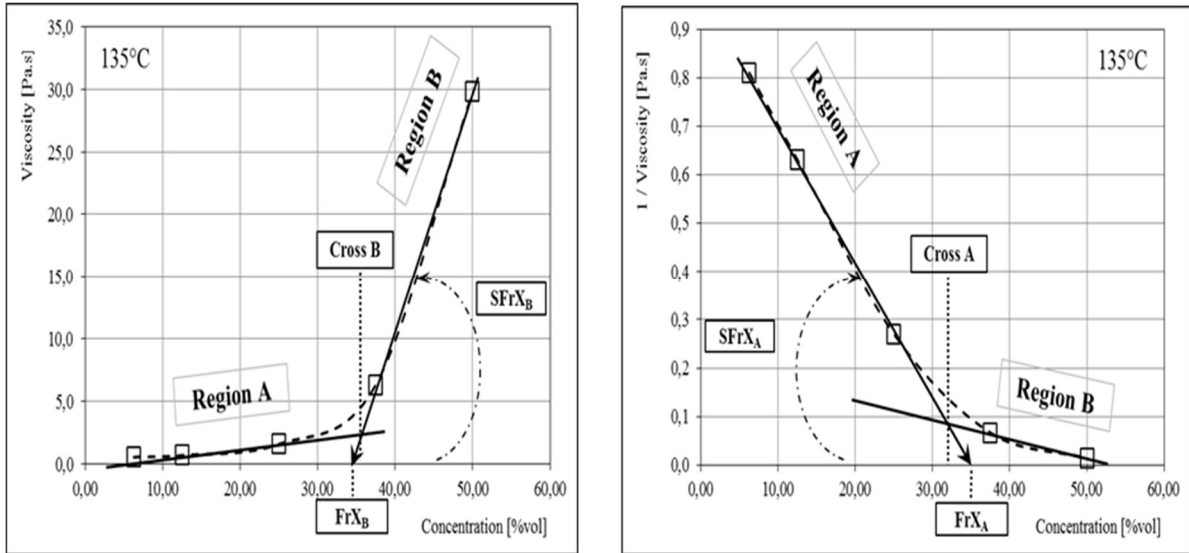 35,0
30,0
25,0
20,0
15,0
10,0
5,0
0,0
Viscosity [Pa.s]
135°C
Region B
Cross B
SFrX_B
Region A
0,00 10,00 20,00 30,00 40,00 50,00 60,00
FrX_B
Concentration [%vol]
0,9
0,8
0,7
0,6
0,5
0,4
0,3
0,2
0,1
0,0
1 / Viscosity [Pa.s]
135°C
Region A
Cross A
SFrX_A
Region B
0,00 10,00 20,00 30,00 40,00 50,00 60,00
FrX_A
Concentration [%vol]